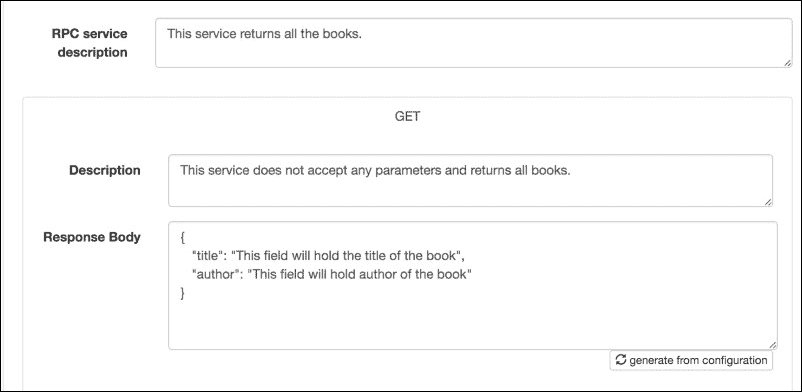 RPC service
description
This service returns all the books.
GET
Description
This service does not accept any parameters and returns all books.
Response Body
{
"title": "This field will hold the title of the book",
"author": "This field will hold author of the book"
}
generate from configuration